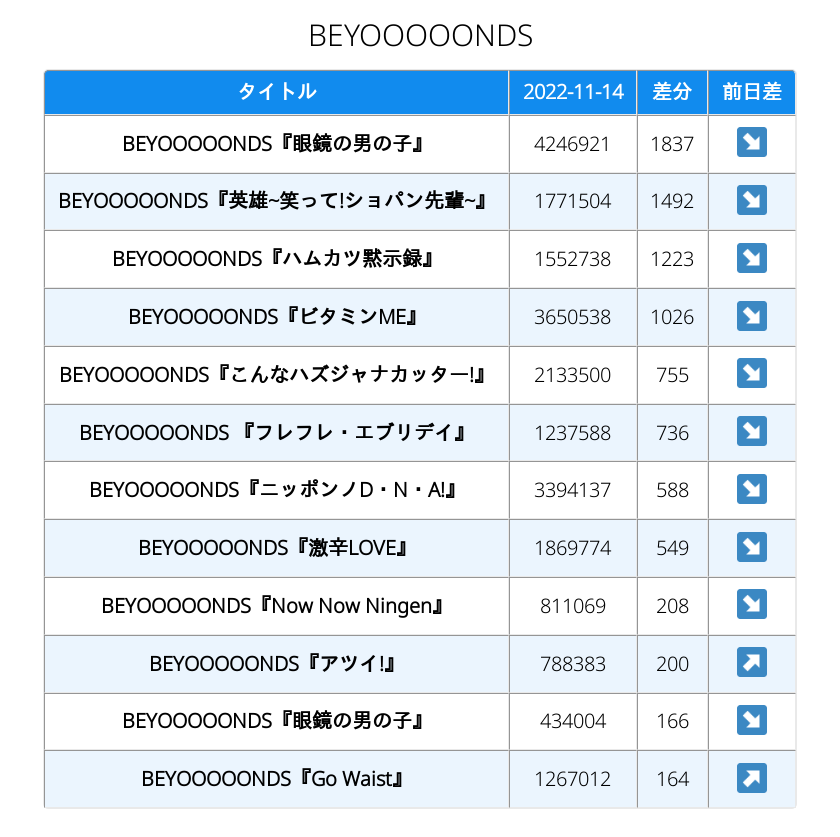 BEYOOOOONDS
タイトル 2022-11-14 差分 前日差
BEYOOOOONDS『眼鏡の男の子』 4246921 1837 ↘
BEYOOOOONDS『英雄~笑って!ショパン先輩~』 1771504 1492 ↘
BEYOOOOONDS『ハムカツ黙示録』 1552738 1223 ↘
BEYOOOOONDS『ビタミンME』 3650538 1026 ↘
BEYOOOOONDS『こんなハズジャナカッター!』 2133500 755 ↘
BEYOOOOONDS 『フレフレ・エブリデイ』 1237588 736 ↘
BEYOOOOONDS『ニッポンノD・N・A!』 3394137 588 ↘
BEYOOOOONDS『激辛LOVE』 1869774 549 ↘
BEYOOOOONDS『Now Now Ningen』 811069 208 ↘
BEYOOOOONDS『アツイ!』 788383 200 ↗
BEYOOOOONDS『眼鏡の男の子』 434004 166 ↘
BEYOOOOONDS『Go Waist』 1267012 164 ↗